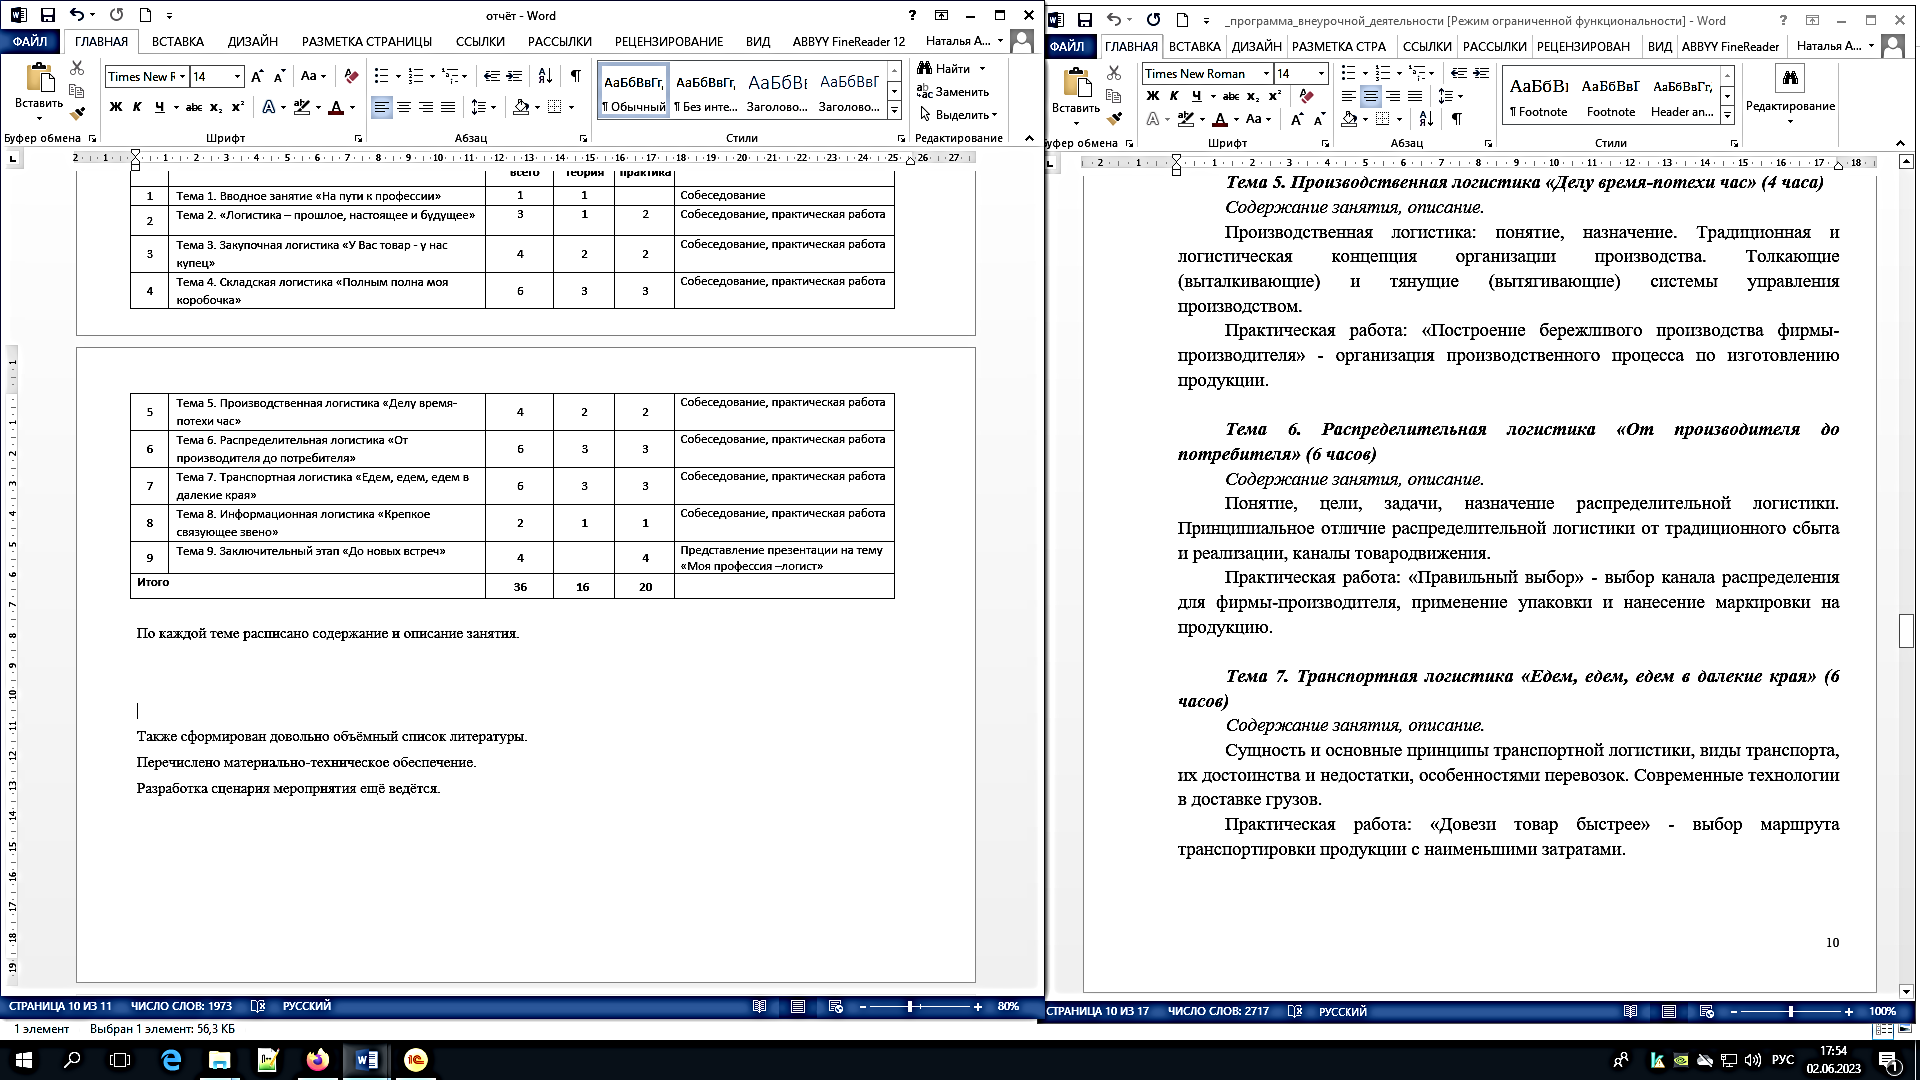 отчёт - Word
ФАЙЛ ГЛАВНАЯ ВСТАВКА ДИЗАЙН РАЗМЕТКА СТРАНИЦЫ ССЫЛКИ РАССЫЛКИ РЕЦЕНЗИРОВАНИЕ ВИД ABBYY FineReader 12 Наталья А...
Times New R 14
Вставить
Найти
Заменить
Выделить
АаБбВвГг, АаБбВвГг, АаБбВ АаБбВвГ
¶ Обычный ¶ Без инте... Заголово... Заголово...
Буфер обмена Шрифт Абзац Стили Редактирование
всего теория практика
1 Тема 1. Вводное занятие «На пути к профессии» 1 1 Собеседование
2 Тема 2. «Логистика – прошлое, настоящее и будущее» 3 1 2 Собеседование, практическая работа
3 Тема 3. Закупочная логистика «У Вас товар - у нас купец» 4 2 2 Собеседование, практическая работа
4 Тема 4. Складская логистика «Полным полна моя коробочка» 6 3 3 Собеседование, практическая работа
5 Тема 5. Производственная логистика «Делу время-потехи час» 4 2 2 Собеседование, практическая работа
6 Тема 6. Распределительная логистика «От производителя до потребителя» 6 3 3 Собеседование, практическая работа
7 Тема 7. Транспортная логистика «Едем, едем, едем в далекие края» 6 3 3 Собеседование, практическая работа
8 Тема 8. Информационная логистика «Крепкое связующее звено» 2 1 1 Собеседование, практическая работа
9 Тема 9. Заключительный этап «До новых встреч» 4 4 Представление презентации на тему «Моя профессия –логист»
Итого 36 16 20
По каждой теме расписано содержание и описание занятия.
Также сформирован довольно объёмный список литературы.
Перечислено материально-техническое обеспечение.
Разработка сценария мероприятия ещё ведётся.
СТРАНИЦА 10 ИЗ 11 ЧИСЛО СЛОВ: 1973 РУССКИЙ 80%
1 элемент Выбран 1 элемент: 56,3 КБ
_программа_внеурочной_деятельности [Режим ограниченной функциональности] - Word
ФАЙЛ ГЛАВНАЯ ВСТАВКА ДИЗАЙН РАЗМЕТКА СТРА ССЫЛКИ РАССЫЛКИ РЕЦЕНЗИРОВАН ВИД ABBYY FineReader Наталья А...
Times New Roman 14
Вставить
АаБбВ АаБбВвГ АаБбВвГг,
¶ Footnote Footnote Header an...
Редактирование
Буфер обмена Шрифт Абзац Стили
Тема 5. Производственная логистика «Делу время-потехи час» (4 часа)
Содержание занятия, описание.
Производственная логистика: понятие, назначение. Традиционная и
логистическая концепция организации производства. Толкающие
(выталкивающие) и тянущие (вытягивающие) системы управления
производством.
Практическая работа: «Построение бережливого производства фирмы-
производителя» - организация производственного процесса по изготовлению
продукции.
Тема 6. Распределительная логистика «От производителя до
потребителя» (6 часов)
Содержание занятия, описание.
Понятие, цели, задачи, назначение распределительной логистики.
Принципиальное отличие распределительной логистики от традиционного сбыта
и реализации, каналы товародвижения.
Практическая работа: «Правильный выбор» - выбор канала распределения
для фирмы-производителя, применение упаковки и нанесение маркировки на
продукцию.
Тема 7. Транспортная логистика «Едем, едем, едем в далекие края» (6
часов)
Содержание занятия, описание.
Сущность и основные принципы транспортной логистики, виды транспорта,
их достоинства и недостатки, особенностями перевозок. Современные технологии
в доставке грузов.
Практическая работа: «Довези товар быстрее» - выбор маршрута
транспортировки продукции с наименьшими затратами.
10
СТРАНИЦА 10 ИЗ 17 ЧИСЛО СЛОВ: 2717 РУССКИЙ 100%
РУС
17:54
02.06.2023